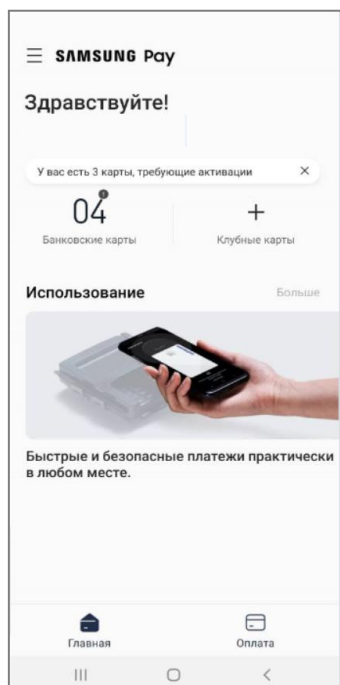 SAMSUNG Pay
Здравствуйте!
У вас есть 3 карты, требующие активации
04
Банковские карты
Клубные карты
Использование
Больше
Быстрые и безопасные платежи практически
в любом месте.
Главная
Оплата